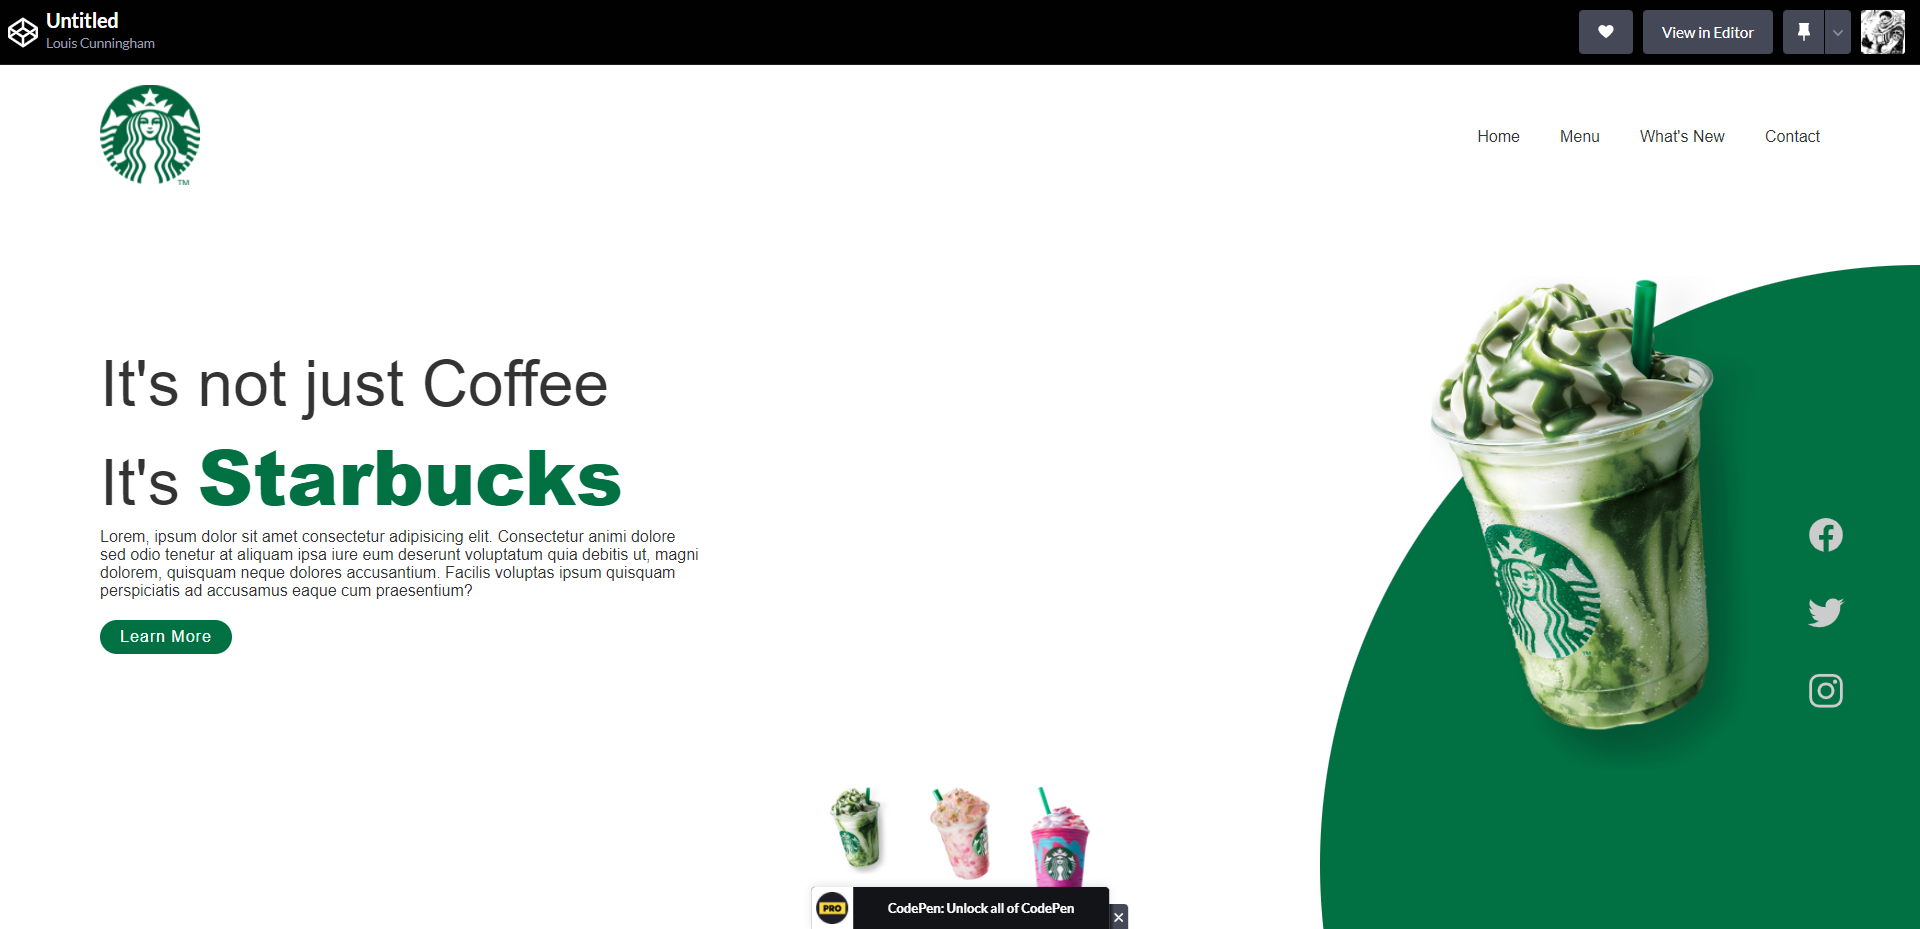 Untitled
Louis Cunningham
View in Editor
TM
Home Menu What's New Contact
It's not just Coffee
It's Starbucks
Lorem, ipsum dolor sit amet consectetur adipisicing elit. Consectetur animi dolore
sed odio tenetur at aliquam ipsa iure eum deserunt voluptatum quia debitis ut, magni
dolorem, quisquam neque dolores accusantium. Facilis voluptas ipsum quisquam
perspiciatis ad accusamus eaque cum praesentium?
Learn More
TM
PRO
CodePen: Unlock all of CodePen